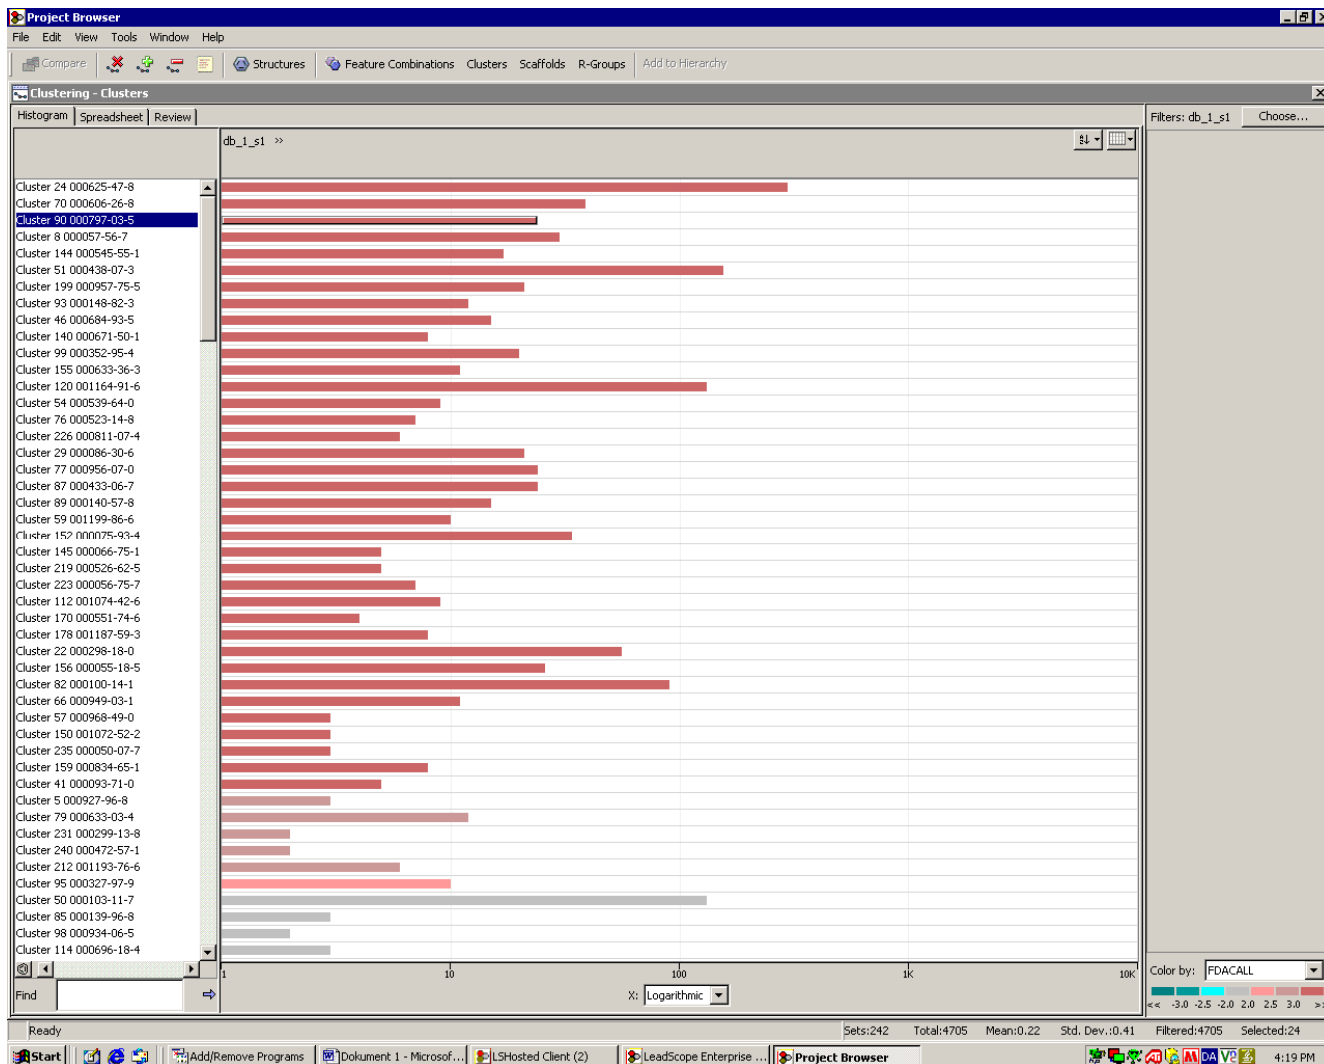 Project Browser
File Edit View Tools Window Help
Compare Structures Feature Combinations Clusters Scaffolds R-Groups Add to Hierarchy
Clustering - Clusters
Histogram Spreadsheet Review Filters: db_1_s1 Choose...
db_1_s1 >>
Cluster 24 000625-47-8
Cluster 70 000606-26-8
Cluster 90 000797-03-5
Cluster 8 000057-56-7
Cluster 144 000545-55-1
Cluster 51 000438-07-3
Cluster 199 000957-75-5
Cluster 93 000148-82-3
Cluster 46 000684-93-5
Cluster 140 000671-50-1
Cluster 99 000352-95-4
Cluster 155 000633-36-3
Cluster 120 001164-91-6
Cluster 54 000539-64-0
Cluster 76 000523-14-8
Cluster 226 000811-07-4
Cluster 29 000086-30-6
Cluster 77 000956-07-0
Cluster 87 000433-06-7
Cluster 89 000140-57-8
Cluster 59 001199-86-6
Cluster 152 000075-93-4
Cluster 145 000066-75-1
Cluster 219 000526-62-5
Cluster 223 000056-75-7
Cluster 112 001074-42-6
Cluster 170 000551-74-6
Cluster 178 001187-59-3
Cluster 22 000298-18-0
Cluster 156 000055-18-5
Cluster 82 000100-14-1
Cluster 66 000949-03-1
Cluster 57 000968-49-0
Cluster 150 001072-52-2
Cluster 235 000050-07-7
Cluster 159 000834-65-1
Cluster 41 000093-71-0
Cluster 5 000927-96-8
Cluster 79 000633-03-4
Cluster 231 000299-13-8
Cluster 240 000472-57-1
Cluster 212 001193-76-6
Cluster 95 000327-97-9
Cluster 50 000103-11-7
Cluster 85 000139-96-8
Cluster 98 000934-06-5
Cluster 114 000696-18-4
1 10 100 1K 10K
Color by: FDACALL
Find X: Logarithmic
<< -3.0 -2.5 -2.0 2.0 2.5 3.0 >>
Ready Sets:242 Total:4705 Mean:0.22 Std. Dev.:0.41 Filtered:4705 Selected:24
Start Add/Remove Programs Dokument 1 - Microsof... LSHosted Client (2) LeadScope Enterprise ... Project Browser 4:19 PM